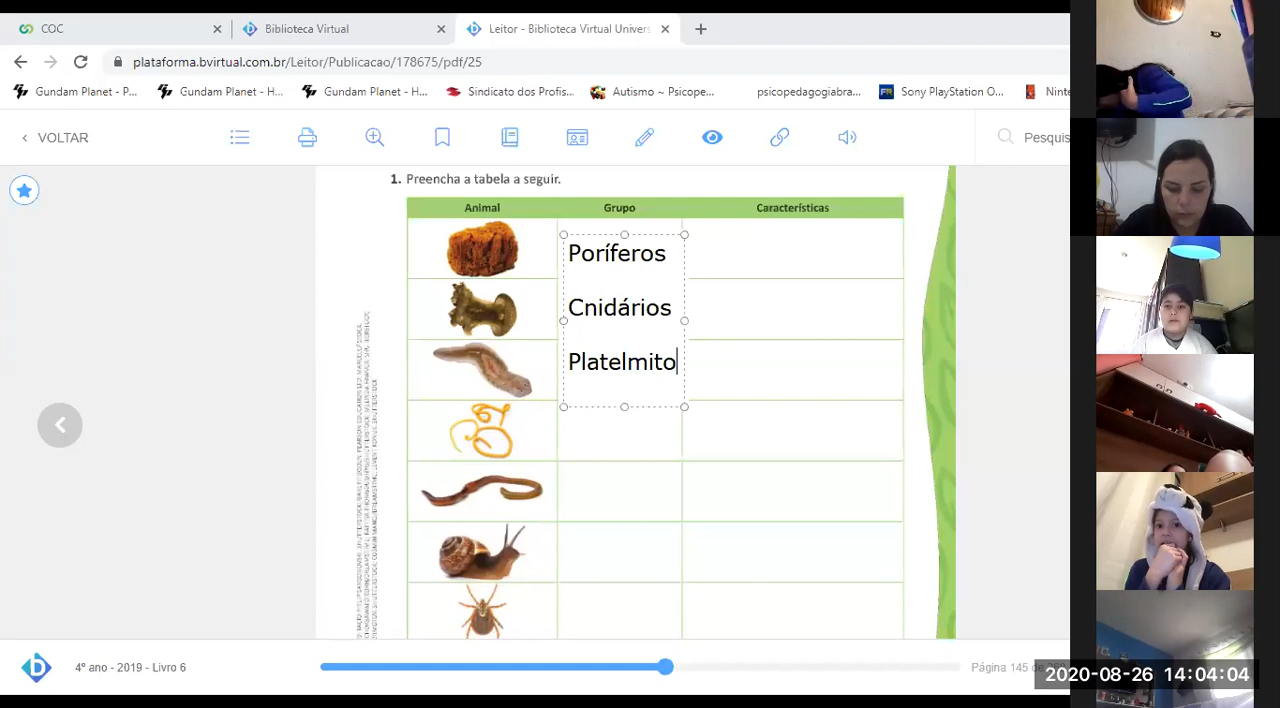 COC
Biblioteca Virtual
Leitor - Biblioteca Virtual Univers
plataforma.bvirtual.com.br/Leitor/Publicacao/178675/pdf/25
Gundam Planet - P...
Gundam Planet - H...
Gundam Planet - H...
Sindicato dos Profis...
Autismo ~ Psicope...
psicopedagogiabra...
Sony PlayStation O...
Ninte
VOLTAR
Pesquis
1. Preencha a tabela a seguir.
Animal Grupo Características
Poríferos
Cnidários
Platelmito
4º ano - 2019 - Livro 6
Página 145 de
2020-08-26 14:04:04